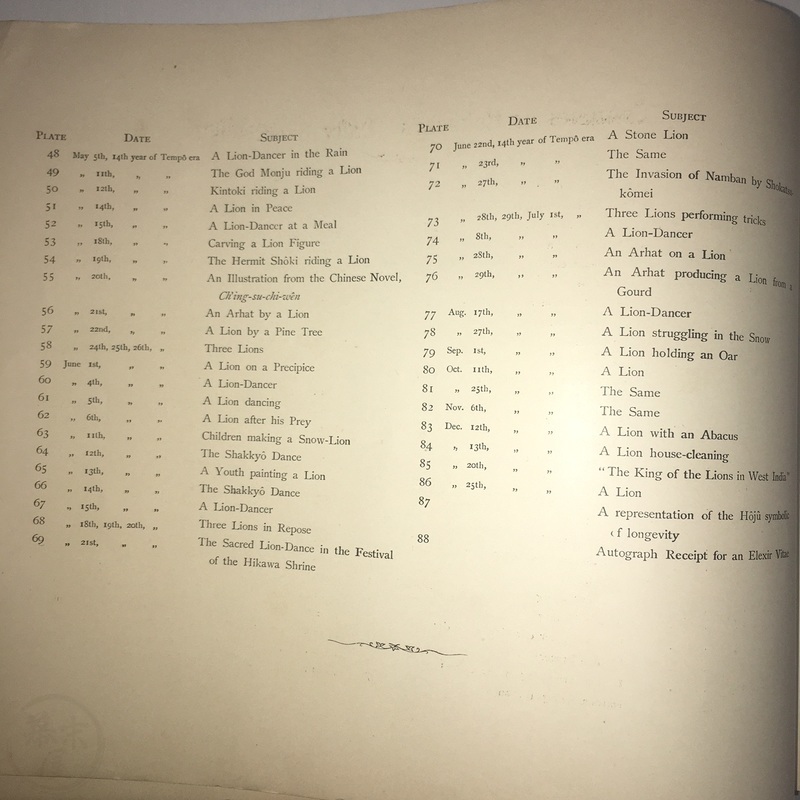 PLATE DATE SUBJECT
48 May 5th, 14th year of Tempō era A Lion-Dancer in the Rain
49 „ 11th, „ „ The God Monju riding a Lion
50 „ 12th, „ „ Kintoki riding a Lion
51 „ 14th, „ „ A Lion in Peace
52 „ 15th, „ „ A Lion-Dancer at a Meal
53 „ 18th, „ „ Carving a Lion Figure
54 „ 19th, „ „ The Hermit Shōki riding a Lion
55 „ 20th, „ „ An Illustration from the Chinese Novel,
Ch'ing-su-chi-wên
56 „ 21st, „ „ An Arhat by a Lion
57 „ 22nd, „ „ A Lion by a Pine Tree
58 „ 24th, 25th, 26th, „ Three Lions
59 June 1st, „ „ A Lion on a Precipice
60 „ 4th, „ „ A Lion-Dancer
61 „ 5th, „ „ A Lion dancing
62 „ 6th, „ „ A Lion after his Prey
63 „ 11th, „ „ Children making a Snow-Lion
64 „ 12th, „ „ The Shakkyō Dance
65 „ 13th, „ „ A Youth painting a Lion
66 „ 14th, „ „ The Shakkyō Dance
67 „ 15th, „ „ A Lion-Dancer
68 „ 18th, 19th, 20th, „ Three Lions in Repose
69 „ 21st, „ „ The Sacred Lion-Dance in the Festival
of the Hikawa Shrine
PLATE DATE SUBJECT
70 June 22nd, 14th year of Tempō era A Stone Lion
71 „ 23rd, „ „ The Same
72 „ 27th, „ „ The Invasion of Namban by
kōmei
73 „ 28th, 29th, July 1st, „ Three Lions performing tricks
74 „ 8th, „ „ A Lion-Dancer
75 „ 28th, „ „ An Arhat on a Lion
76 „ 29th, „ „ An Arhat producing a Lion from a
Gourd
77 Aug. 17th, „ „ A Lion-Dancer
78 „ 27th, „ „ A Lion struggling in the Snow
79 Sep. 1st, „ „ A Lion holding an Oar
80 Oct. 11th, „ „ A Lion
81 „ 25th, „ „ The Same
82 Nov. 6th, „ „ The Same
83 Dec. 12th, „ „ A Lion with an Abacus
84 „ 13th, „ „ A Lion house-cleaning
85 „ 20th, „ „ "The King of the Lions in West India"
86 „ 25th, „ „ A Lion
87 A representation of the Hōjū symbolic
of longevity
88 Autograph Receipt for an Elexir Vitae